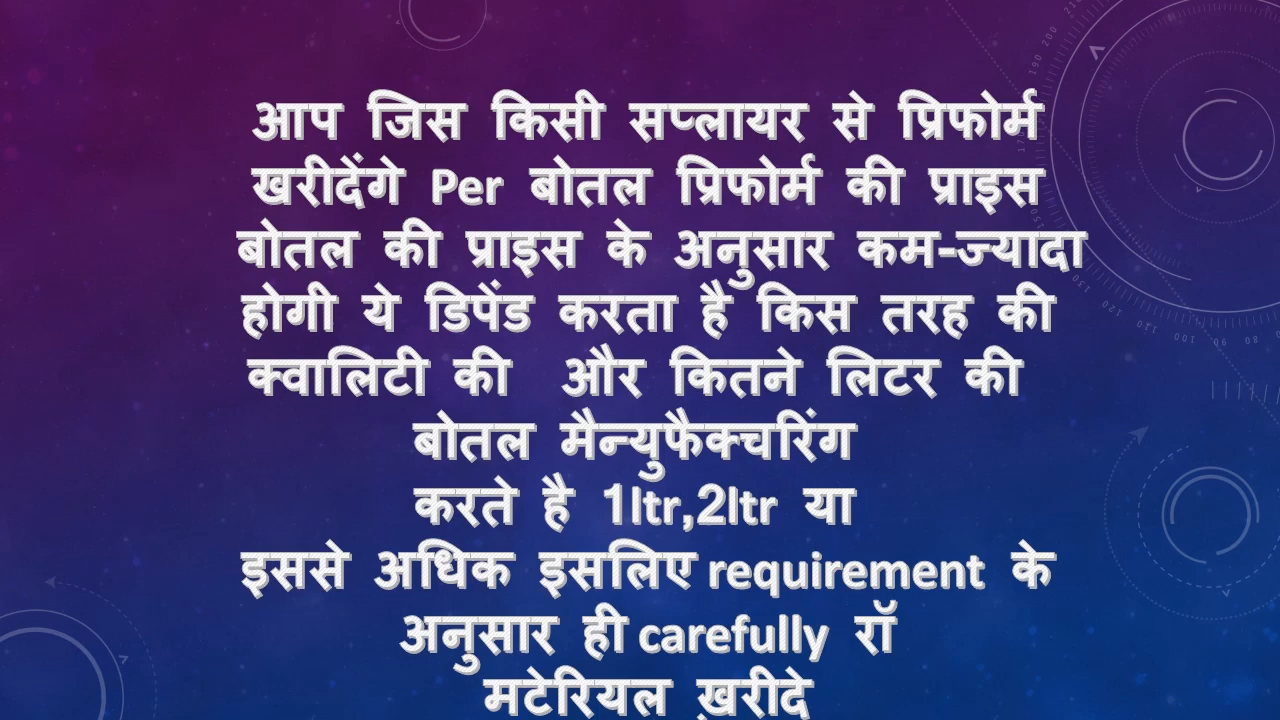 आप जिस किसी सप्लायर से प्रिफोर्म
खरीदेंगे Per बोतल प्रिफोर्म की प्राइस
बोतल की प्राइस के अनुसार कम-ज्यादा
होगी ये डिपेंड करता है किस तरह की
क्वालिटी की और कितने लिटर की
बोतल मैन्युफैक्चरिंग
करते है 1ltr,2ltr या
इससे अधिक इसलिए requirement के
अनुसार ही carefully रॉ
मटेरियल ख़रीदे